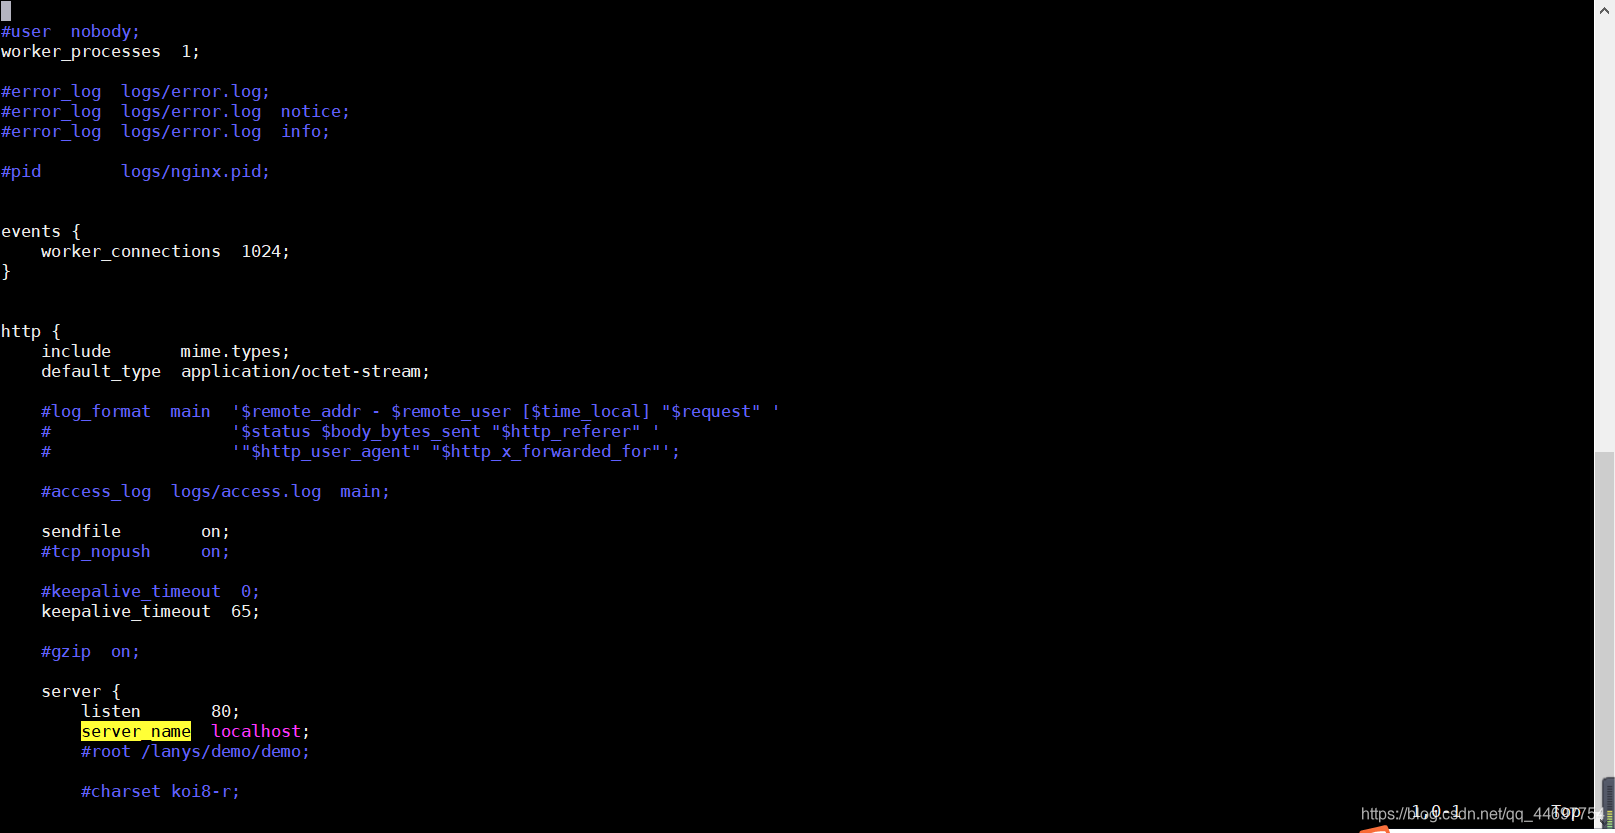 #user  nobody;
worker_processes  1;

#error_log  logs/error.log;
#error_log  logs/error.log  notice;
#error_log  logs/error.log  info;

#pid        logs/nginx.pid;


events {
    worker_connections  1024;
}


http {
    include       mime.types;
    default_type  application/octet-stream;

    #log_format  main  '$remote_addr - $remote_user [$time_local] "$request" '
    #                  '$status $body_bytes_sent "$http_referer" '
    #                  '"$http_user_agent" "$http_x_forwarded_for"';

    #access_log  logs/access.log  main;

    sendfile        on;
    #tcp_nopush     on;

    #keepalive_timeout  0;
    keepalive_timeout  65;

    #gzip  on;

    server {
        listen       80;
        server_name  localhost;
        #root /lanys/demo/demo;

        #charset koi8-r;
1,0-1         Top
https://blog.csdn.net/qq_44697754